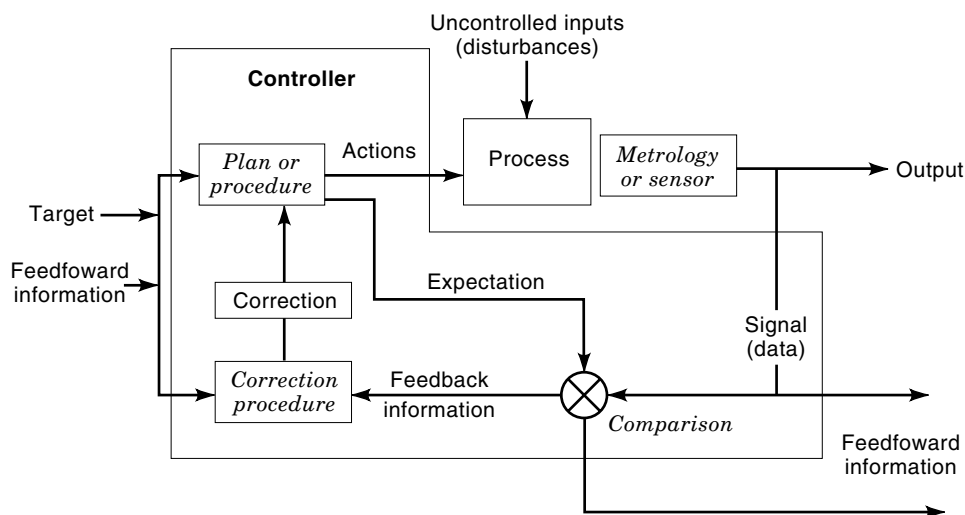 Uncontrolled inputs
(disturbances)
Controller
Plan or
procedure
Actions
Process
Metrology
or sensor
Output
Target
Feedfoward
information
Correction
Expectation
Signal
(data)
Correction
procedure
Feedback
information
Comparison
Feedfoward
information